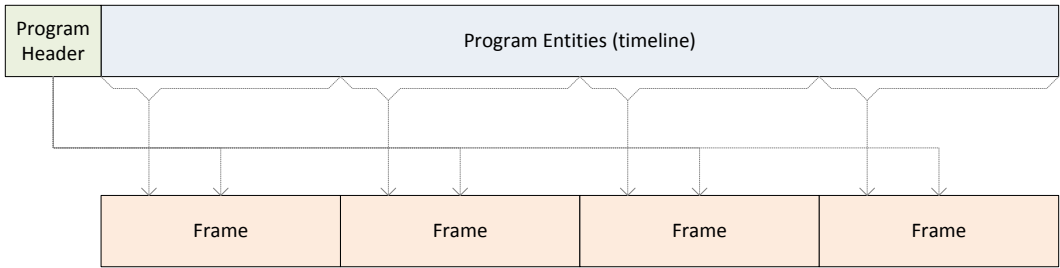 Program
Header
Program Entities (timeline)
Frame
Frame
Frame
Frame